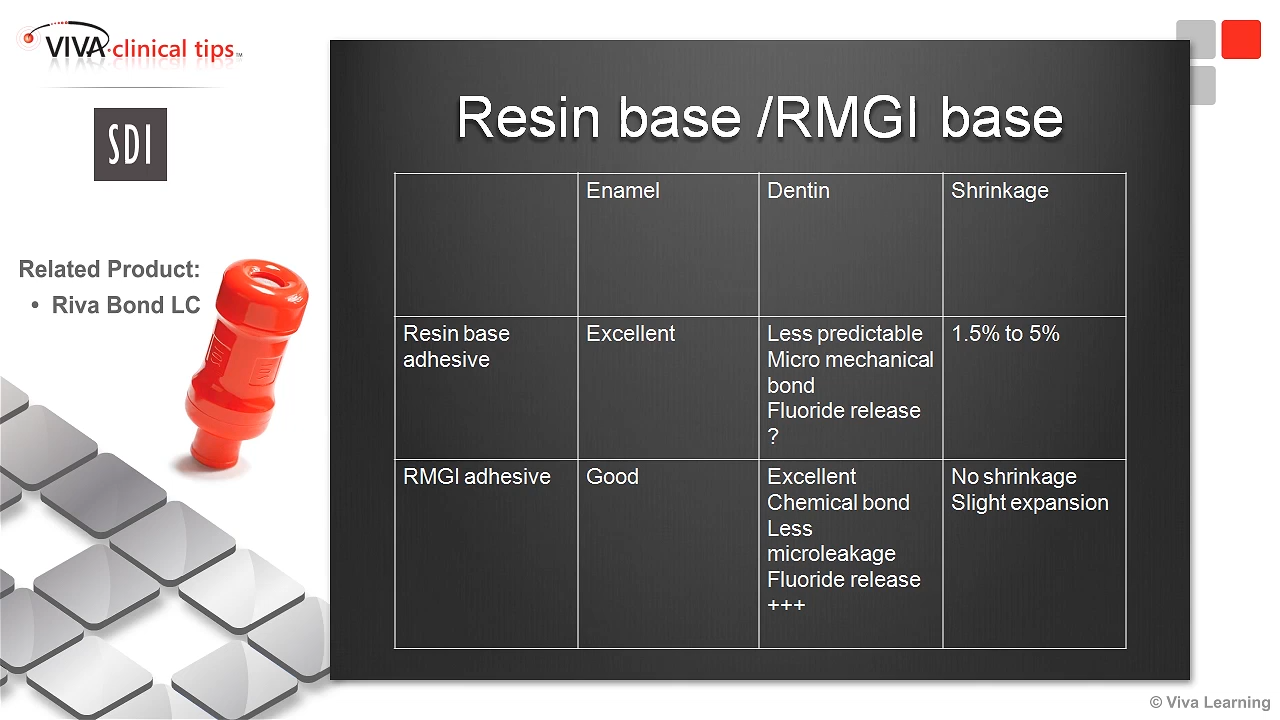 VIVA clinical tips™
SDI
Related Product:
• Riva Bond LC
Resin base /RMGI base
Enamel
Dentin
Shrinkage
Resin base
adhesive
Excellent
Less predictable
Micro mechanical
bond
Fluoride release
?
1.5% to 5%
RMGI adhesive
Good
Excellent
Chemical bond
Less
microleakage
Fluoride release
+++
No shrinkage
Slight expansion
© Viva Learning